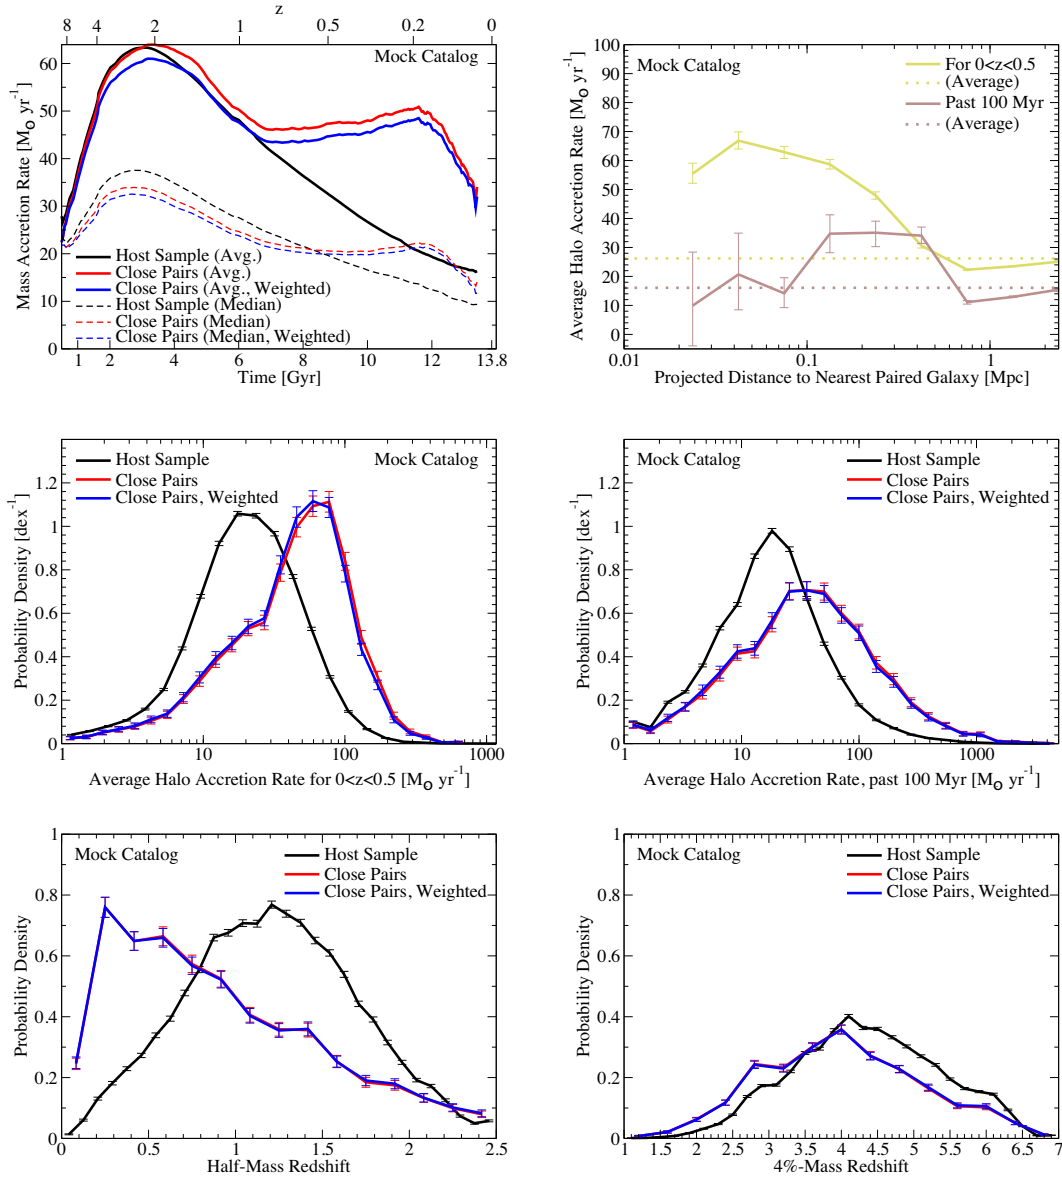 z
8 4 2 1 0.5 0.2 0
Mass Accretion Rate [M⊙ yr⁻¹]
60
50
40
30
20
10
0
Mock Catalog
Host Sample (Avg.)
Close Pairs (Avg.)
Close Pairs (Avg., Weighted)
Host Sample (Median)
Close Pairs (Median)
Close Pairs (Median, Weighted)
1 2 4 6 8 10 12 13.8
Time [Gyr]
Average Halo Accretion Rate [M⊙ yr⁻¹]
100
90
80
70
60
50
40
30
20
10
0
Mock Catalog
For 0<z<0.5
(Average)
Past 100 Myr
(Average)
0.01 0.1 1
Projected Distance to Nearest Paired Galaxy [Mpc]
Probability Density [dex⁻¹]
1.2
1
0.8
0.6
0.4
0.2
0
Host Sample
Close Pairs
Close Pairs, Weighted
Mock Catalog
1 10 100 1000
Average Halo Accretion Rate for 0<z<0.5 [M⊙ yr⁻¹]
Probability Density [dex⁻¹]
1.2
1
0.8
0.6
0.4
0.2
0
Mock Catalog
Host Sample
Close Pairs
Close Pairs, Weighted
1 10 100 1000
Average Halo Accretion Rate, past 100 Myr [M⊙ yr⁻¹]
Probability Density
1
0.8
0.6
0.4
0.2
0
Mock Catalog
Host Sample
Close Pairs
Close Pairs, Weighted
0 0.5 1 1.5 2 2.5
Half-Mass Redshift
Probability Density
1
0.8
0.6
0.4
0.2
0
Mock Catalog
Host Sample
Close Pairs
Close Pairs, Weighted
1 1.5 2 2.5 3 3.5 4 4.5 5 5.5 6 6.5 7
4%-Mass Redshift